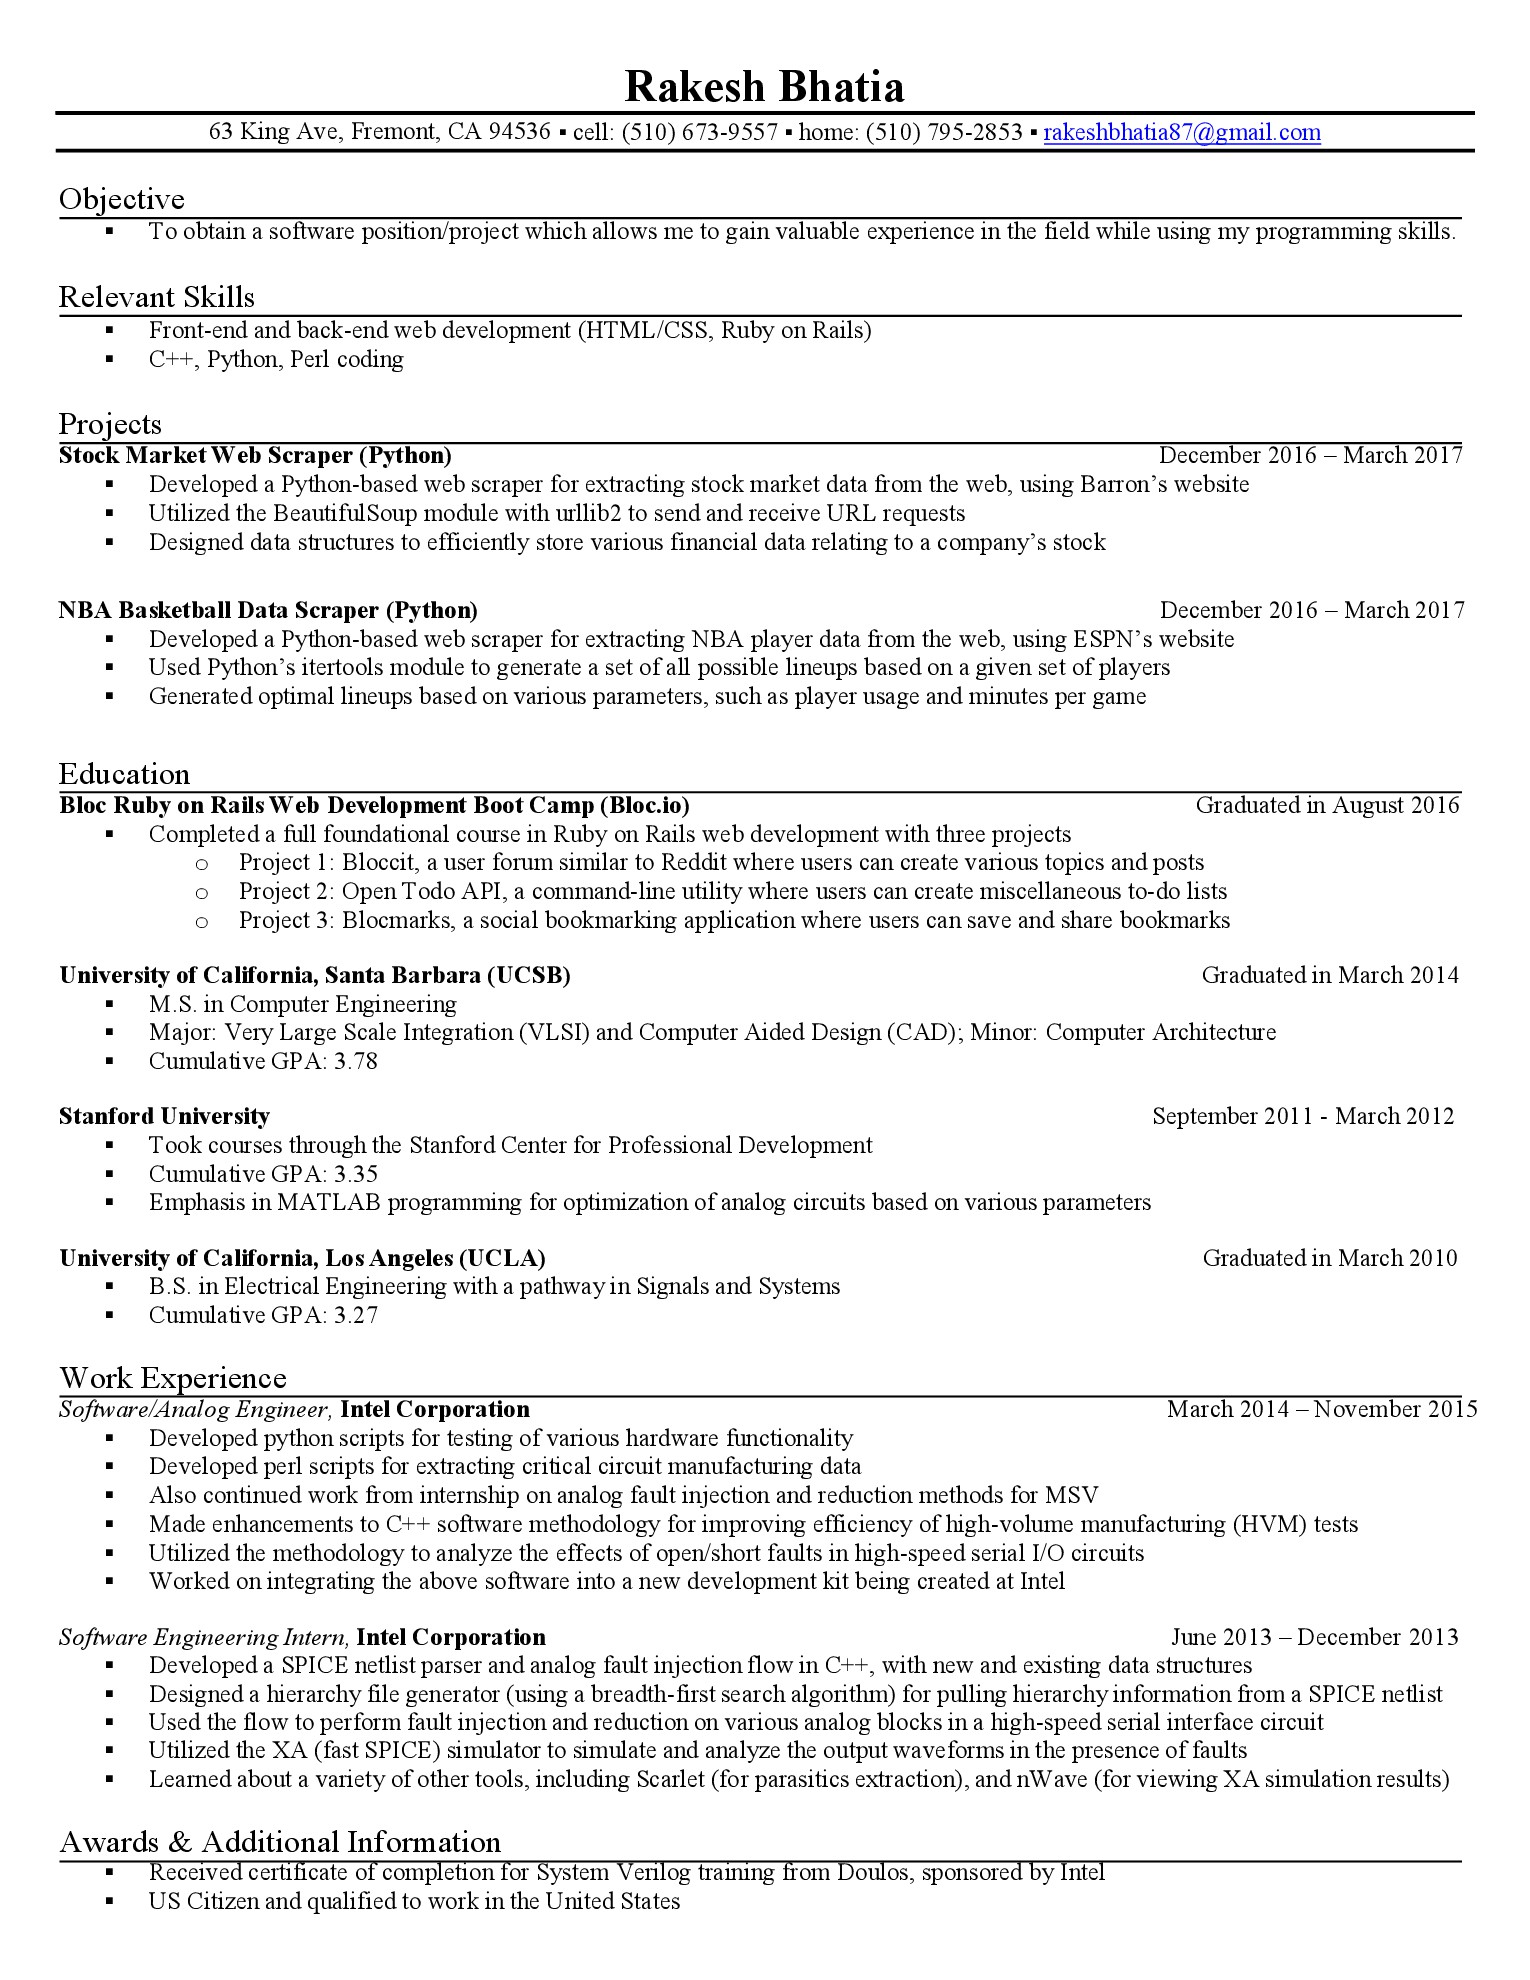 Rakesh Bhatia
63 King Ave, Fremont, CA 94536 ▪ cell: (510) 673-9557 ▪ home: (510) 795-2853 ▪ rakeshbhatia87@gmail.com
Objective
▪ To obtain a software position/project which allows me to gain valuable experience in the field while using my programming skills.
Relevant Skills
▪ Front-end and back-end web development (HTML/CSS, Ruby on Rails)
▪ C++, Python, Perl coding
Projects
Stock Market Web Scraper (Python) December 2016 – March 2017
▪ Developed a Python-based web scraper for extracting stock market data from the web, using Barron’s website
▪ Utilized the BeautifulSoup module with urllib2 to send and receive URL requests
▪ Designed data structures to efficiently store various financial data relating to a company’s stock
NBA Basketball Data Scraper (Python) December 2016 – March 2017
▪ Developed a Python-based web scraper for extracting NBA player data from the web, using ESPN’s website
▪ Used Python’s itertools module to generate a set of all possible lineups based on a given set of players
▪ Generated optimal lineups based on various parameters, such as player usage and minutes per game
Education
Bloc Ruby on Rails Web Development Boot Camp (Bloc.io) Graduated in August 2016
▪ Completed a full foundational course in Ruby on Rails web development with three projects
o Project 1: Bloccit, a user forum similar to Reddit where users can create various topics and posts
o Project 2: Open Todo API, a command-line utility where users can create miscellaneous to-do lists
o Project 3: Blocmarks, a social bookmarking application where users can save and share bookmarks
University of California, Santa Barbara (UCSB) Graduated in March 2014
▪ M.S. in Computer Engineering
▪ Major: Very Large Scale Integration (VLSI) and Computer Aided Design (CAD); Minor: Computer Architecture
▪ Cumulative GPA: 3.78
Stanford University September 2011 - March 2012
▪ Took courses through the Stanford Center for Professional Development
▪ Cumulative GPA: 3.35
▪ Emphasis in MATLAB programming for optimization of analog circuits based on various parameters
University of California, Los Angeles (UCLA) Graduated in March 2010
▪ B.S. in Electrical Engineering with a pathway in Signals and Systems
▪ Cumulative GPA: 3.27
Work Experience
Software/Analog Engineer, Intel Corporation March 2014 – November 2015
▪ Developed python scripts for testing of various hardware functionality
▪ Developed perl scripts for extracting critical circuit manufacturing data
▪ Also continued work from internship on analog fault injection and reduction methods for MSV
▪ Made enhancements to C++ software methodology for improving efficiency of high-volume manufacturing (HVM) tests
▪ Utilized the methodology to analyze the effects of open/short faults in high-speed serial I/O circuits
▪ Worked on integrating the above software into a new development kit being created at Intel
Software Engineering Intern, Intel Corporation June 2013 – December 2013
▪ Developed a SPICE netlist parser and analog fault injection flow in C++, with new and existing data structures
▪ Designed a hierarchy file generator (using a breadth-first search algorithm) for pulling hierarchy information from a SPICE netlist
▪ Used the flow to perform fault injection and reduction on various analog blocks in a high-speed serial interface circuit
▪ Utilized the XA (fast SPICE) simulator to simulate and analyze the output waveforms in the presence of faults
▪ Learned about a variety of other tools, including Scarlet (for parasitics extraction), and nWave (for viewing XA simulation results)
Awards & Additional Information
▪ Received certificate of completion for System Verilog training from Doulos, sponsored by Intel
▪ US Citizen and qualified to work in the United States